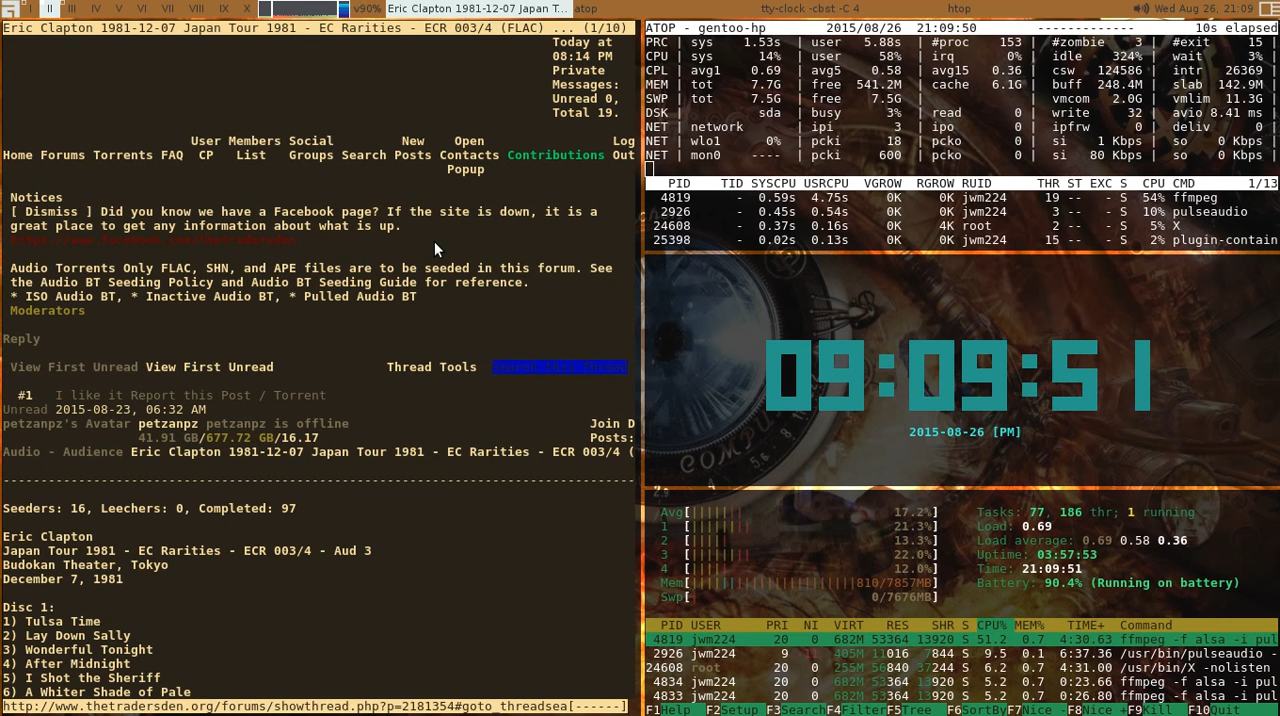 I II III IV V VI VII VIII IX X v90% Eric Clapton 1981-12-07 Japan T... atop tty-clock -cbst -C 4 htop Wed Aug 26, 21:09
Eric Clapton 1981-12-07 Japan Tour 1981 - EC Rarities - ECR 003/4 (FLAC) ... (1/10)
Today at
08:14 PM
Private
Messages:
Unread 0,
Total 19.
User Members Social New Open Log
Home Forums Torrents FAQ CP List Groups Search Posts Contacts Contributions Out
Popup
Notices
[ Dismiss ] Did you know we have a Facebook page? If the site is down, it is a
great place to get any information about what is up.
Audio Torrents Only FLAC, SHN, and APE files are to be seeded in this forum. See
the Audio BT Seeding Policy and Audio BT Seeding Guide for reference.
* ISO Audio BT, * Inactive Audio BT, * Pulled Audio BT
Moderators
Reply
View First Unread View First Unread Thread Tools
#1 I like it Report this Post / Torrent
Unread 2015-08-23, 06:32 AM
petzanpz's Avatar petzanpz petzanpz is offline Join D
41.91 GB/677.72 GB/16.17 Posts:
Audio - Audience Eric Clapton 1981-12-07 Japan Tour 1981 - EC Rarities - ECR 003/4 (
------------------------------------------------------------------------------------
Seeders: 16, Leechers: 0, Completed: 97
Eric Clapton
Japan Tour 1981 - EC Rarities - ECR 003/4 - Aud 3
Budokan Theater, Tokyo
December 7, 1981
Disc 1:
1) Tulsa Time
2) Lay Down Sally
3) Wonderful Tonight
4) After Midnight
5) I Shot the Sheriff
6) A Whiter Shade of Pale
http://www.thetradersden.org/forums/showthread.php?p=2181354#goto_threadsea[------]
ATOP - gentoo-hp 2015/08/26 21:09:50 ------------- 10s elapsed
PRC | sys 1.53s | user 5.88s | #proc 153 | #zombie 3 | #exit 15 |
CPU | sys 14% | user 58% | irq 0% | idle 324% | wait 3% |
CPL | avg1 0.69 | avg5 0.58 | avg15 0.36 | csw 124586 | intr 26369 |
MEM | tot 7.7G | free 541.2M | cache 6.1G | buff 248.4M | slab 142.9M |
SWP | tot 7.5G | free 7.5G | | vmcom 2.0G | vmlim 11.3G |
DSK | sda | busy 3% | read 0 | write 32 | avio 8.41 ms |
NET | network | ipi 3 | ipo 0 | ipfrw 0 | deliv 0 |
NET | wlo1 0% | pcki 18 | pcko 0 | si 1 Kbps | so 0 Kbps |
NET | mon0 ---- | pcki 600 | pcko 0 | si 80 Kbps | so 0 Kbps |
PID TID SYSCPU USRCPU VGROW RGROW RUID THR ST EXC S CPU CMD 1/13
4819 - 0.59s 4.75s 0K 0K jwm224 19 -- - S 54% ffmpeg
2926 - 0.45s 0.54s 0K 0K jwm224 3 -- - S 10% pulseaudio
24608 - 0.37s 0.16s 0K 4K root 2 -- - S 5% X
25398 - 0.02s 0.13s 0K 0K jwm224 15 -- - S 2% plugin-contain
09:09:51
2015-08-26 [PM]
Avg[ 17.2%] Tasks: 77, 186 thr; 1 running
1 [ 21.3%] Load: 0.69
2 [ 13.3%] Load average: 0.69 0.58 0.36
3 [ 22.0%] Uptime: 03:57:53
4 [ 12.0%] Time: 21:09:51
Mem[ 810/7857MB] Battery: 90.4% (Running on battery)
Swp[ 0/7676MB]
PID USER PRI NI VIRT RES SHR S CPU% MEM% TIME+ Command
4819 jwm224 20 0 682M 53364 13920 S 51.2 0.7 4:30.63 ffmpeg -f alsa -i pul
2926 jwm224 9 405M 11016 7844 S 9.5 0.1 6:37.36 /usr/bin/pulseaudio -
24608 root 20 0 255M 56840 37244 S 6.2 0.7 4:31.00 /usr/bin/X -nolisten
4834 jwm224 20 0 682M 53364 13920 S 5.2 0.7 0:26.80 ffmpeg -f alsa -i pul
4833 jwm224 20 0 682M 53364 13920 S 5.2 0.7 0:26.60 ffmpeg -f alsa -i pul
F1Help F2Setup F3Search F4Filter F5Tree F6SortBy F7Nice -F8Nice +F9Kill F10Quit